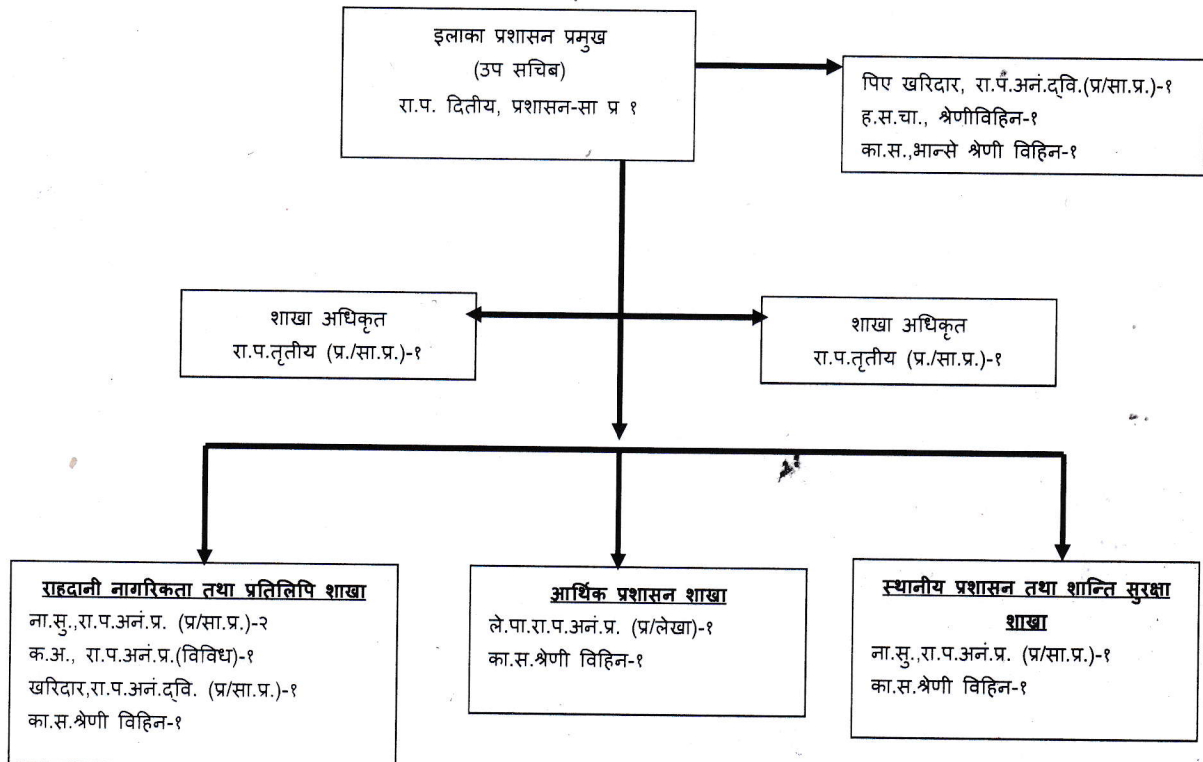 इलाका प्रशासन प्रमुख
(उप सचिब)
रा.प. दितीय, प्रशासन-सा प्र १
पिए खरिदार, रा.प.अनं.द्वि.(प्र/सा.प्र.)-१
ह.स.चा., श्रेणीविहिन-१
का.स.,भान्से श्रेणी विहिन-१
शाखा अधिकृत
रा.प.तृतीय (प्र./सा.प्र.)-१
शाखा अधिकृत
रा.प.तृतीय (प्र./सा.प्र.)-१
राहदानी नागरिकता तथा प्रतिलिपि शाखा
ना.सु.,रा.प.अनं.प्र. (प्र/सा.प्र.)-२
क.अ., रा.प.अनं.प्र.(विविध)-१
खरिदार,रा.प.अनं.द्वि. (प्र/सा.प्र.)-१
का.स.श्रेणी विहिन-१
आर्थिक प्रशासन शाखा
ले.पा.रा.प.अनं.प्र. (प्र/लेखा)-१
का.स.श्रेणी विहिन-१
स्थानीय प्रशासन तथा शान्ति सुरक्षा
शाखा
ना.सु.,रा.प.अनं.प्र. (प्र/सा.प्र.)-१
का.स.श्रेणी विहिन-१